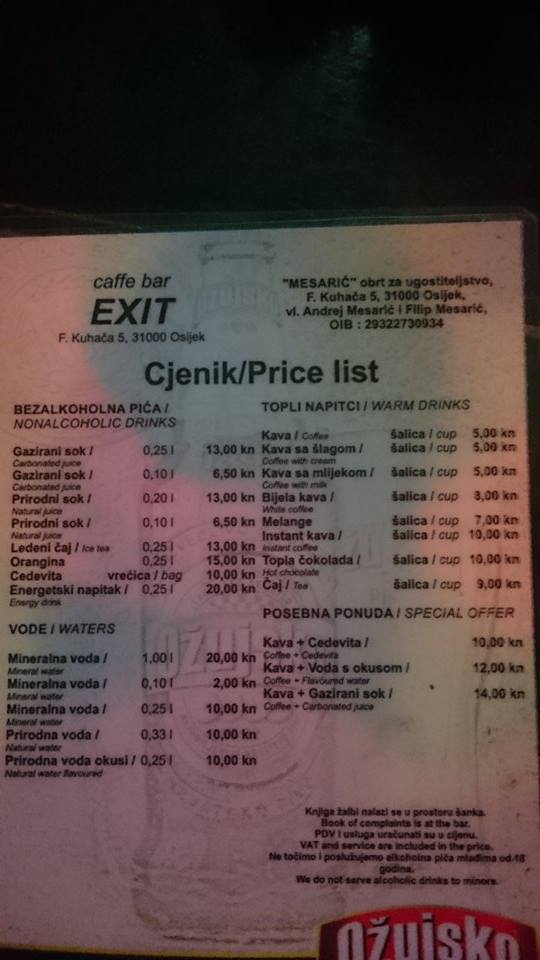 caffe bar
EXIT
F. Kuhača 5, 31000 Osijek
"MESARIĆ" obrt za ugostiteljstvo,
F. Kuhača 5, 31000 Osijek,
vl. Andrej Mesarić i Filip Mesarić,
OIB : 29322730934
Cjenik/Price list
BEZALKOHOLNA PIĆA /
NONALCOHOLIC DRINKS
Gazirani sok / 0,25 l 13,00 kn
Carbonated juice
Gazirani sok / 0,10 l 6,50 kn
Carbonated juice
Prirodni sok / 0,20 l 13,00 kn
Natural juice
Prirodni sok / 0,10 l 6,50 kn
Natural juice
Ledeni čaj / Ice tea 0,25 l 13,00 kn
Orangina 0,25 l 15,00 kn
Cedevita vrećica / bag 10,00 kn
Energetski napitak / 0,25 l 20,00 kn
Energy drink
VODE / WATERS
Mineralna voda / 1,00 l 20,00 kn
Mineral water
Mineralna voda / 0,10 l 2,00 kn
Mineral water
Mineralna voda / 0,25 l 10,00 kn
Mineral water
Prirodna voda / 0,33 l 10,00 kn
Natural water
Prirodna voda okusi / 0,25 l 10,00 kn
Natural water flavoured
TOPLI NAPITCI / WARM DRINKS
Kava / Coffee šalica / cup 5,00 kn
Kava sa šlagom / šalica / cup 5,00 kn
Coffee with cream
Kava sa mlijekom / šalica / cup 5,00 kn
Coffee with milk
Bijela kava / šalica / cup 8,00 kn
White coffee
Melange šalica / cup 7,00 kn
Instant kava / šalica / cup 10,00 kn
Instant coffee
Topla čokolada / šalica / cup 10,00 kn
Hot chocolate
Čaj / Tea šalica / cup 9,00 kn
POSEBNA PONUDA / SPECIAL OFFER
Kava + Cedevita / 10,00 kn
Coffee + Cedevita
Kava + Voda s okusom / 12,00 kn
Coffee + Flavoured water
Kava + Gazirani sok / 14,00 kn
Coffee + Carbonated juice
Knjiga žalbi nalazi se u prostoru šanka.
Book of complaints is at the bar.
PDV i usluga uračunati su u cijenu.
VAT and service are included in the price.
Ne točimo i poslužujemo alkoholna pića mlađima od 18
godina.
We do not serve alcoholic drinks to minors.
Ožujsko